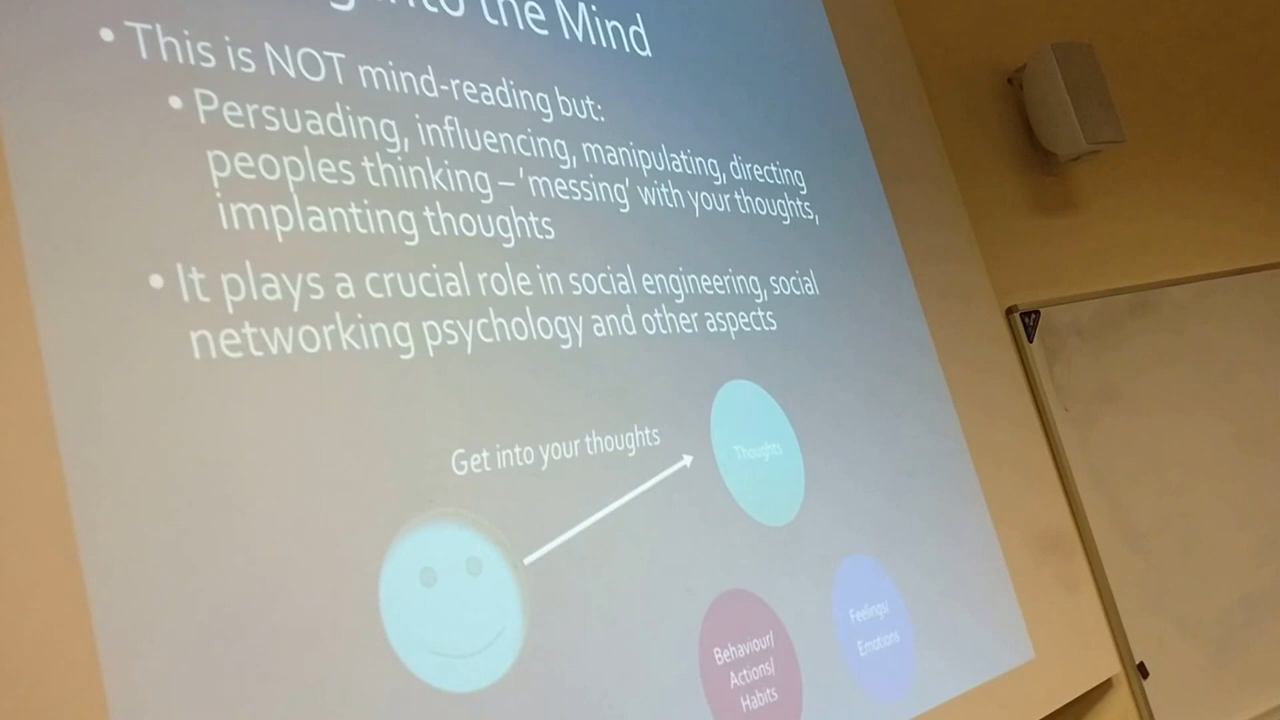 the Mind
• This is NOT mind-reading but:
• Persuading, influencing, manipulating, directing
peoples thinking – ‘messing’ with your thoughts,
implanting thoughts
• It plays a crucial role in social engineering, social
networking psychology and other aspects
Get into your thoughts
Thoughts
Feelings/
Emotions
Behaviour/
Actions/
Habits